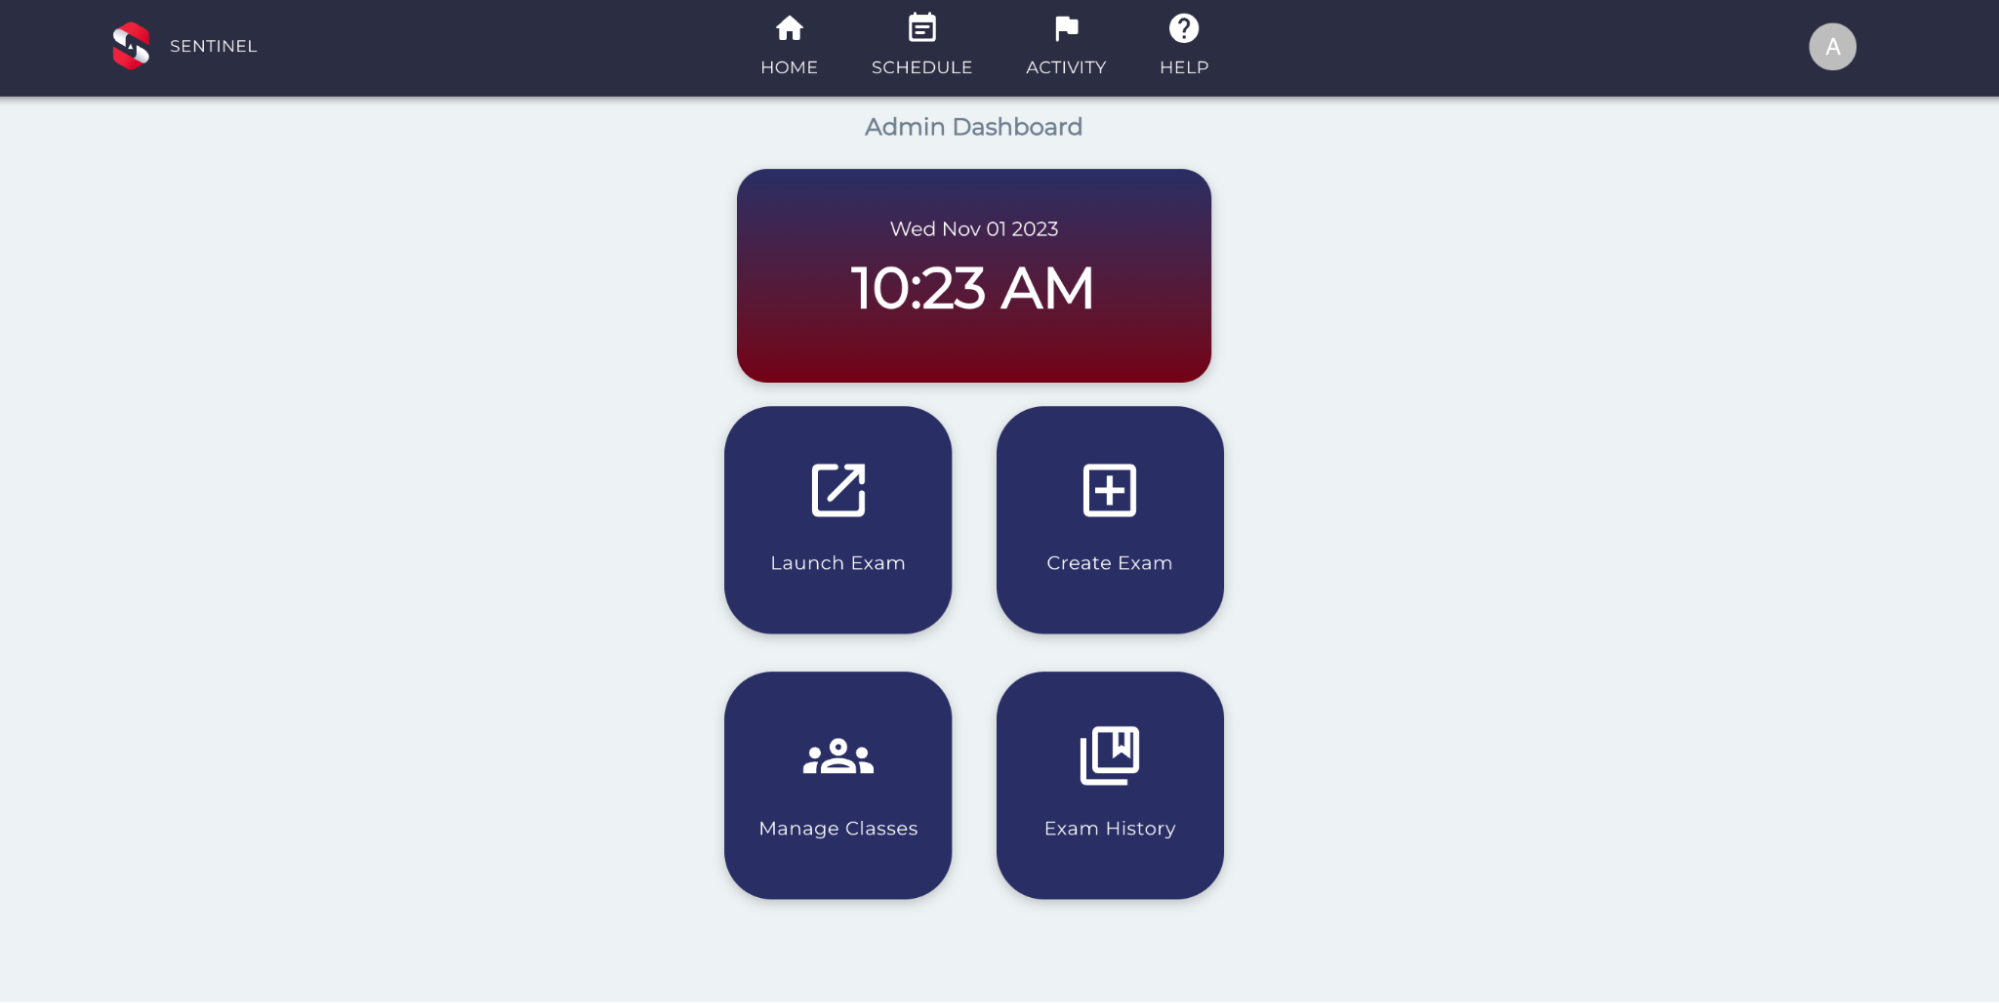 SENTINEL
HOME
SCHEDULE
ACTIVITY
HELP
A
Admin Dashboard
Wed Nov 01 2023
10:23 AM
Launch Exam
Create Exam
Manage Classes
Exam History